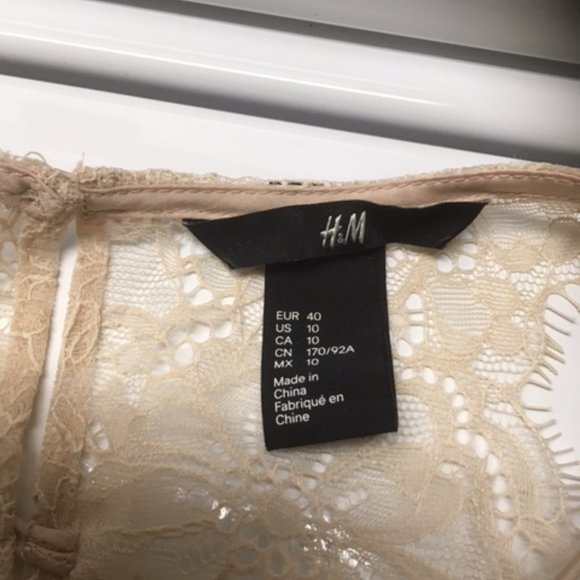 H&M
EUR 40
US 10
CA 10
CN 170/92A
MX 10
Made in
China
Fabriqué en
Chine